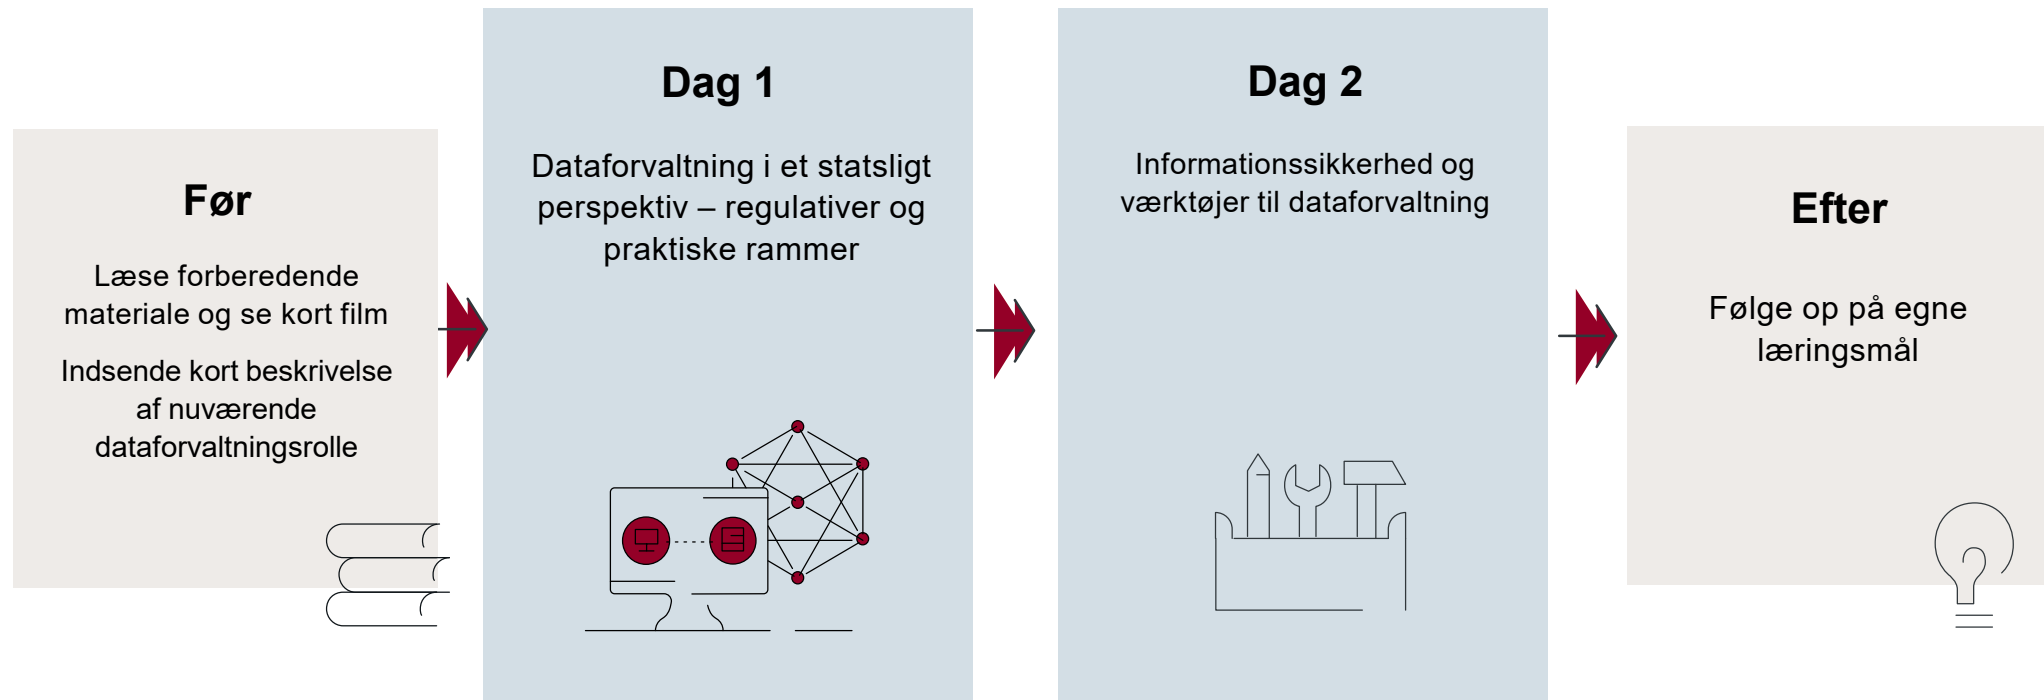 Før
Læse forberedende
materiale og se kort film
Indsende kort beskrivelse
af nuværende
dataforvaltningsrolle
Dag 1
Dataforvaltning i et statsligt
perspektiv – regulativer og
praktiske rammer
Dag 2
Informationssikkerhed og
værktøjer til dataforvaltning
Efter
Følge op på egne
læringsmål